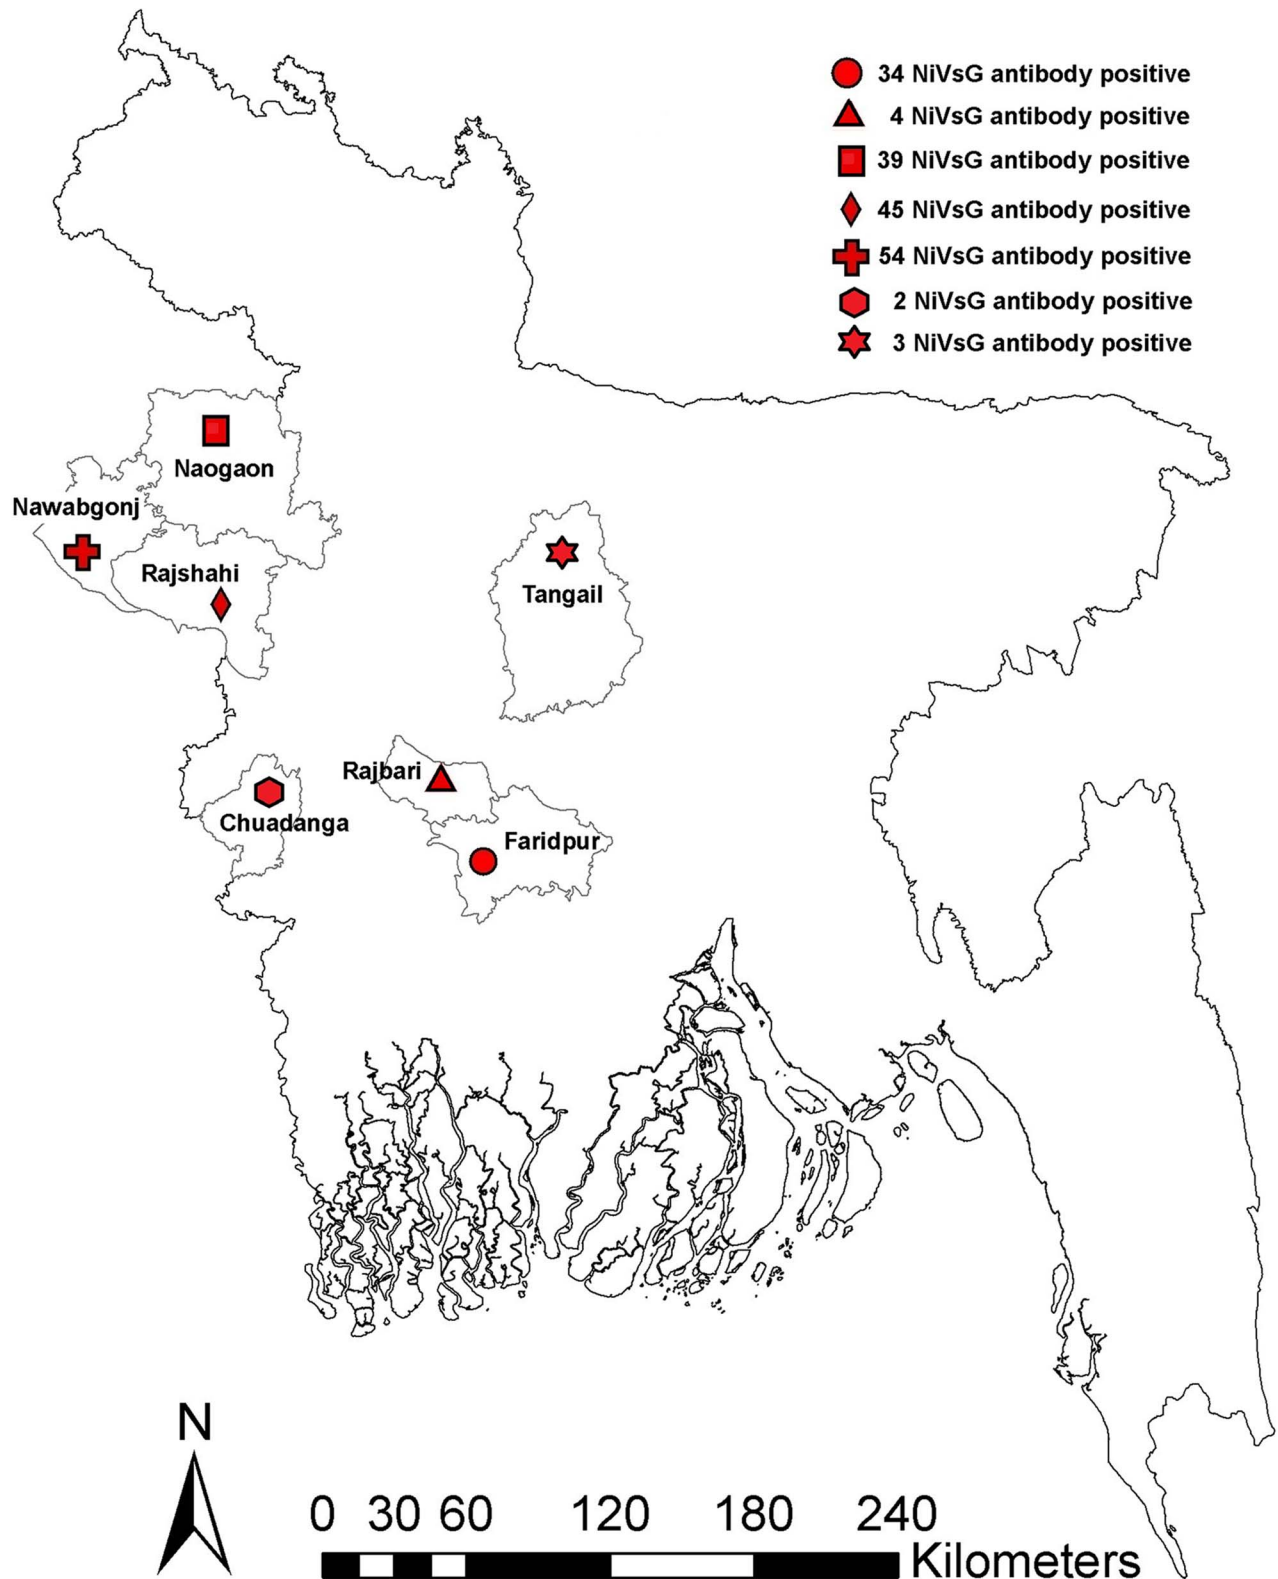 34 NiVsG antibody positive
4 NiVsG antibody positive
39 NiVsG antibody positive
45 NiVsG antibody positive
54 NiVsG antibody positive
2 NiVsG antibody positive
3 NiVsG antibody positive
Naogaon
Nawabgonj
Rajshahi
Tangail
Rajbari
Chuadanga
Faridpur
N
0 30 60 120 180 240
Kilometers